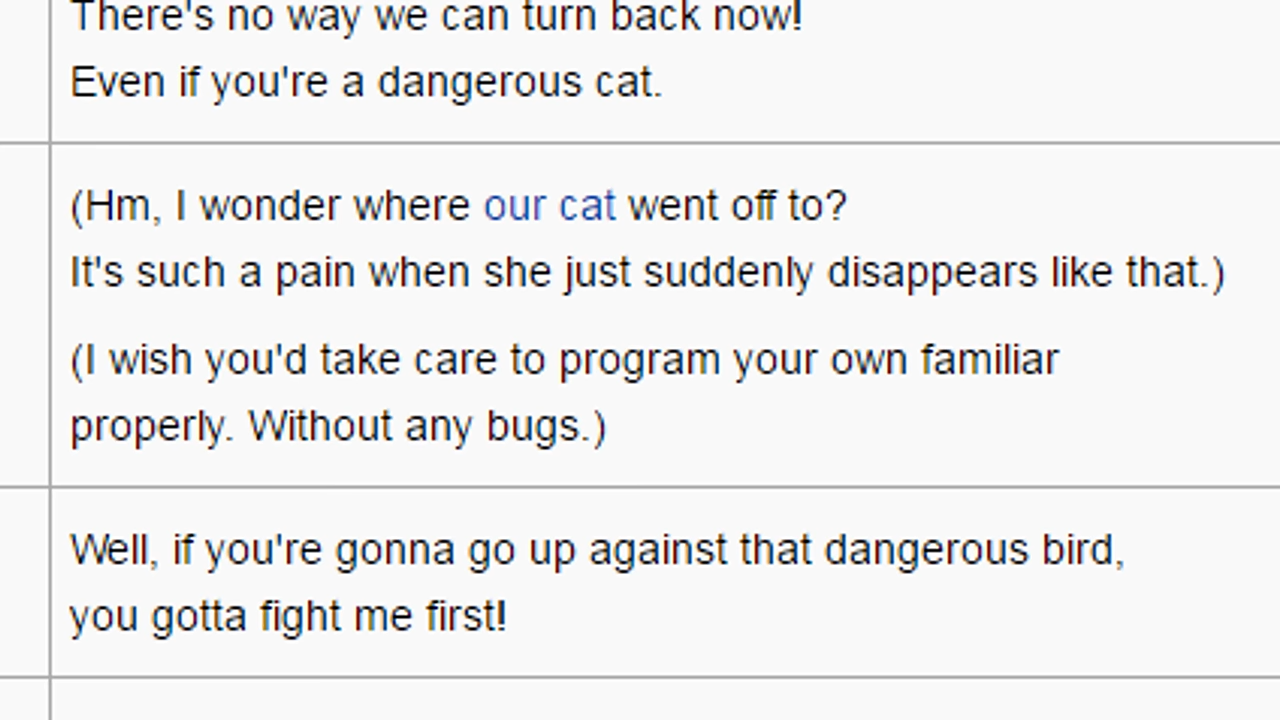 There's no way we can turn back now!
Even if you're a dangerous cat.
(Hm, I wonder where our cat went off to?
It's such a pain when she just suddenly disappears like that.)
(I wish you'd take care to program your own familiar
properly. Without any bugs.)
Well, if you're gonna go up against that dangerous bird,
you gotta fight me first!